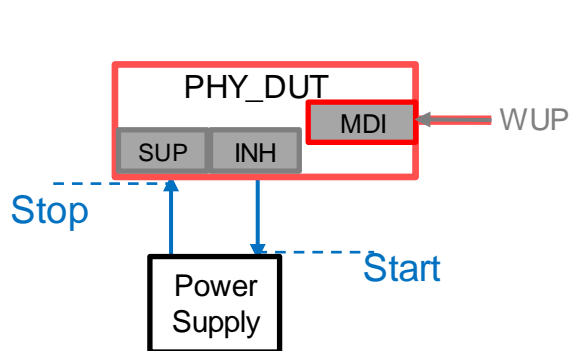 PHY_DUT
MDI
WUP
SUP
INH
Stop
Start
Power
Supply